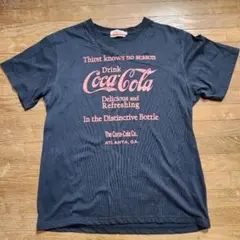 Thirst knows no season
Drink
Coca-Cola
Delicious and
Refreshing
In the Distinctive Bottle
The Coca-Cola Co.
ATLANTA, GA.